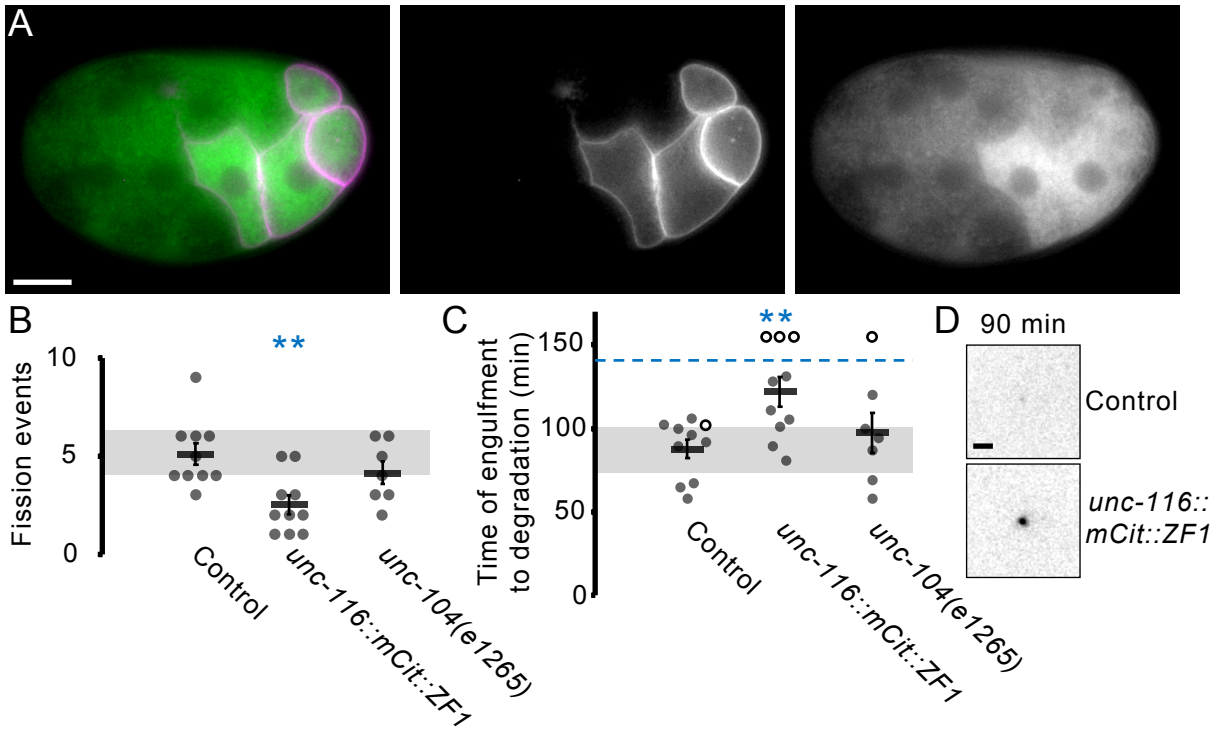 A
B
Fission events
10
5
0
**
Control
unc-116::mCit::ZF1
unc-104(e1265)
C
Time of engulfment
to degradation (min)
150
100
50
0
**
Control
unc-116::mCit::ZF1
unc-104(e1265)
D
90 min
Control
unc-116::
mCit::ZF1